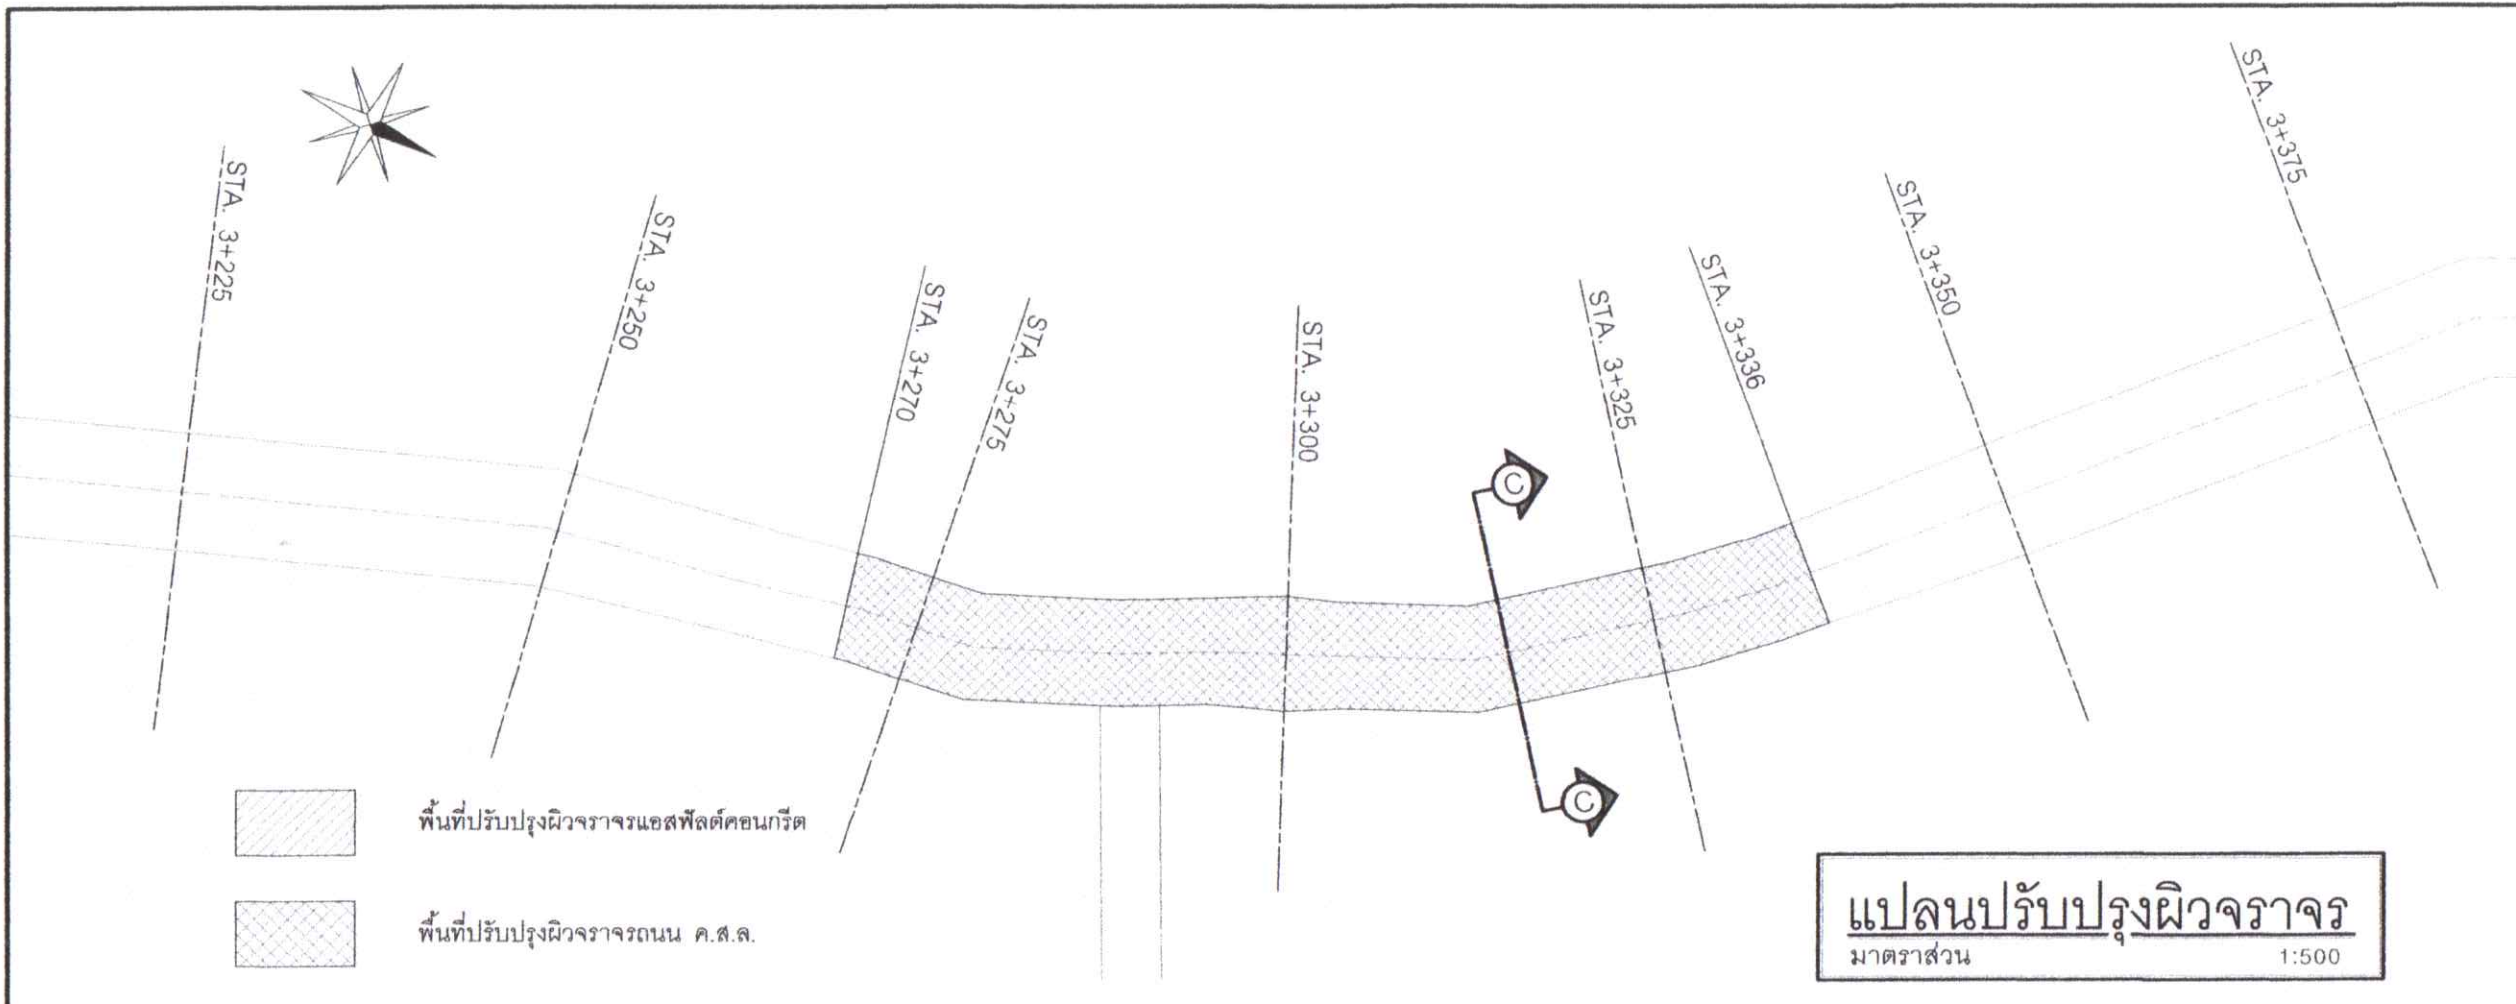 STA. 3+225
STA. 3+250
STA. 3+270
STA. 3+275
STA. 3+300
STA. 3+325
STA. 3+336
STA. 3+350
STA. 3+375
C
C
พื้นที่ปรับปรุงผิวจราจรแอสฟัลต์คอนกรีต
พื้นที่ปรับปรุงผิวจราจรถนน ค.ส.ล.
แปลนปรับปรุงผิวจราจร
มาตราส่วน 1:500